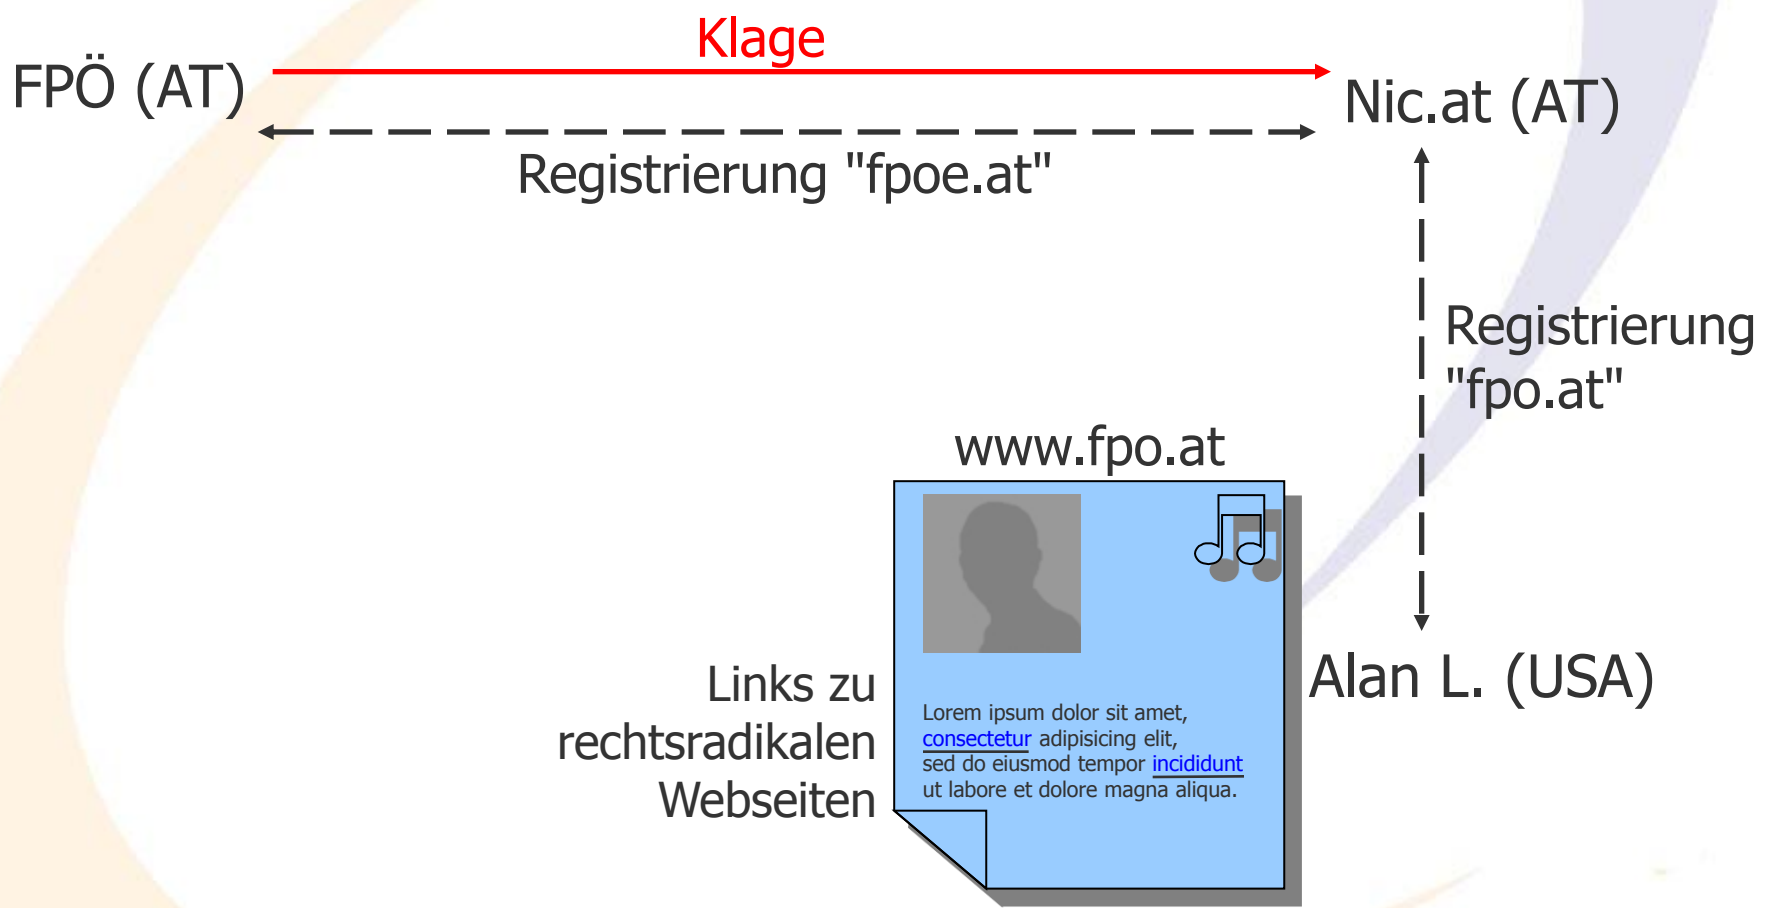 Klage
FPÖ (AT)
Nic.at (AT)
Registrierung "fpoe.at"
Registrierung
"fpo.at"
www.fpo.at
Links zu
rechtsradikalen
Webseiten
Alan L. (USA)
Lorem ipsum dolor sit amet,
consectetur adipisicing elit,
sed do eiusmod tempor incididunt
ut labore et dolore magna aliqua.